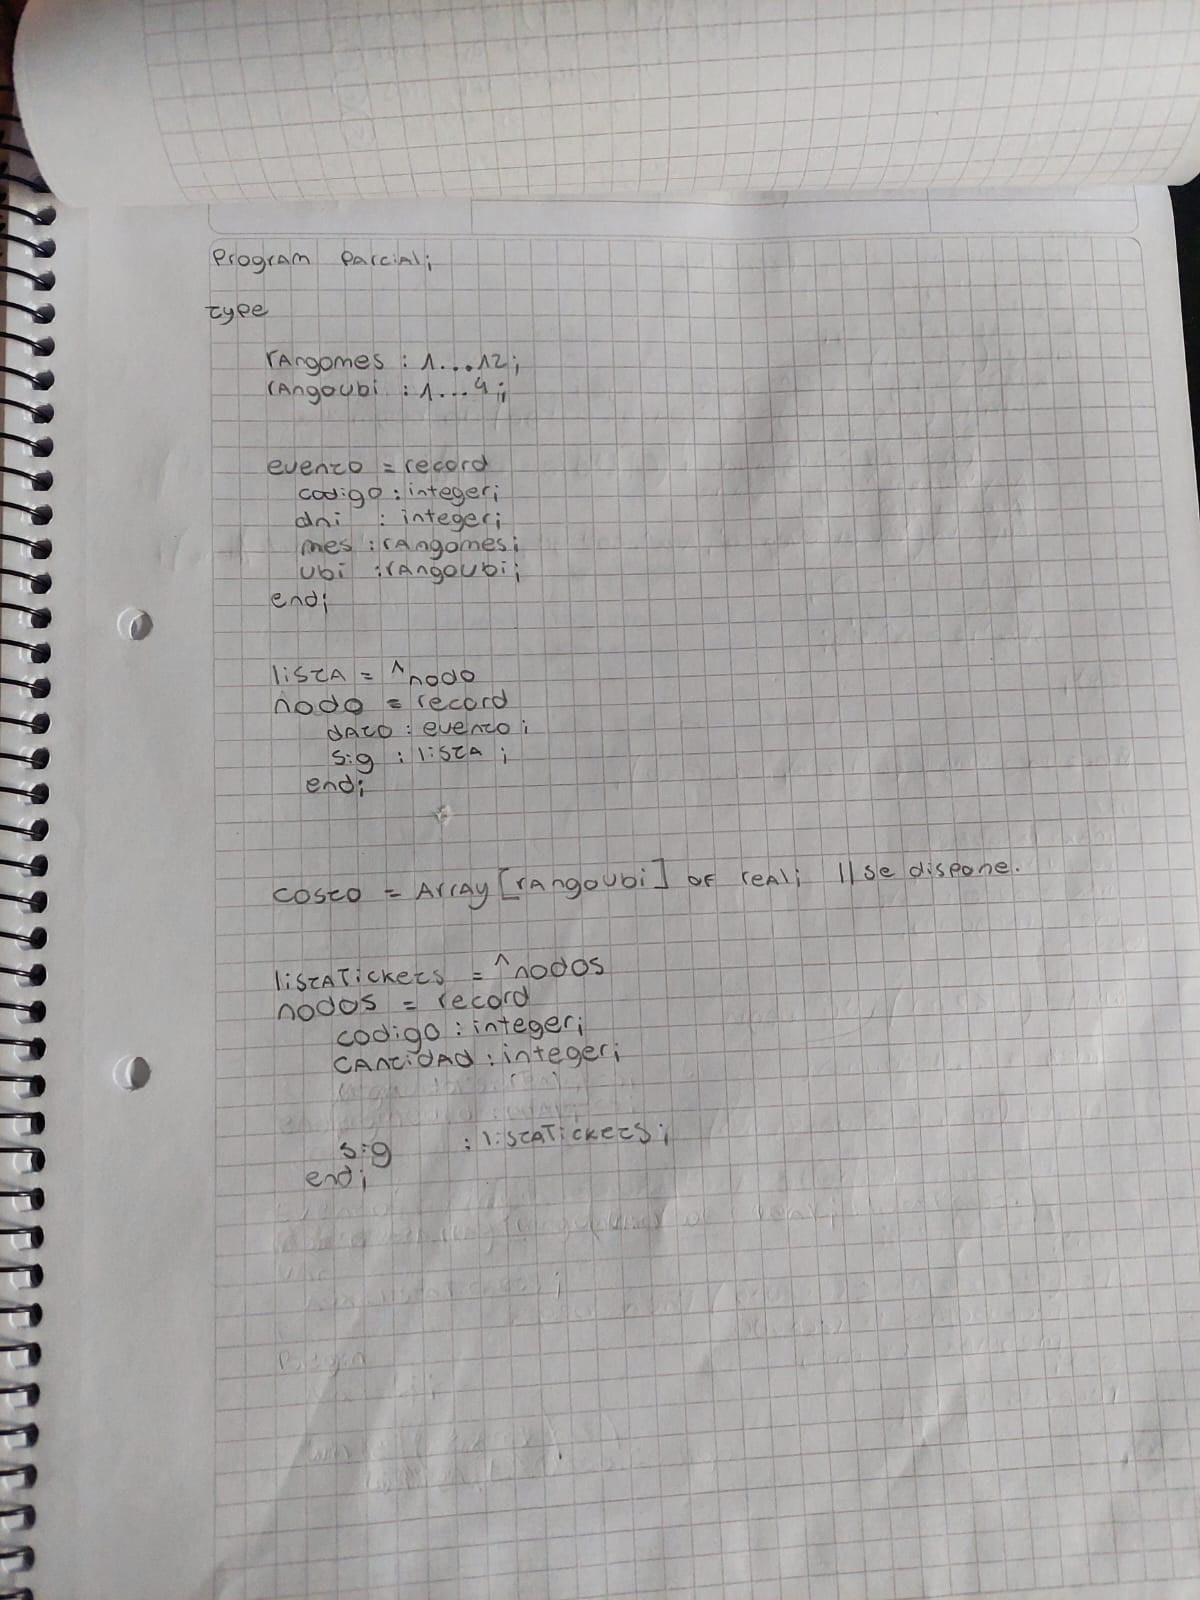 Program Parcial;
type
rangomes : 1...12;
rangoubi : 1...4;
evento = record
codigo : integer;
dni : integer;
mes : rangomes;
ubi : rangoubi;
end;
lista = ^nodo
nodo = record
dato : evento;
sig : lista;
end;
costo = Array [rangoubi] of real; // se dispone.
listaTickets = ^nodos
nodos = record
codigo : integer;
cantidad : integer;
sig : listaTickets;
end;